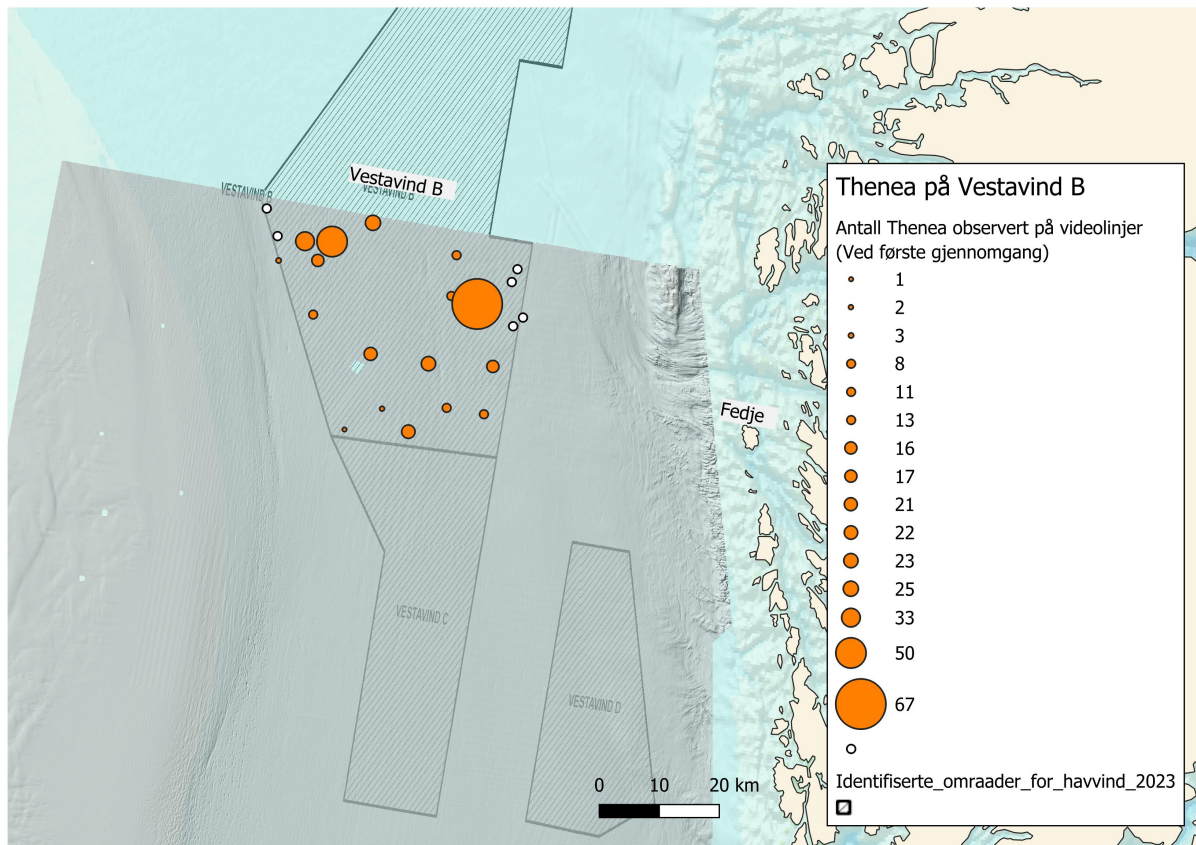 VESTAVIND B
Vestavind B
VESTAVIND B
Fedje
VESTAVIND C
VESTAVIND D
0 10 20 km
Thenea på Vestavind B
Antall Thenea observert på videolinjer
(Ved første gjennomgang)
1
2
3
8
11
13
16
17
21
22
23
25
33
50
67
Identifiserte_omraader_for_havvind_2023